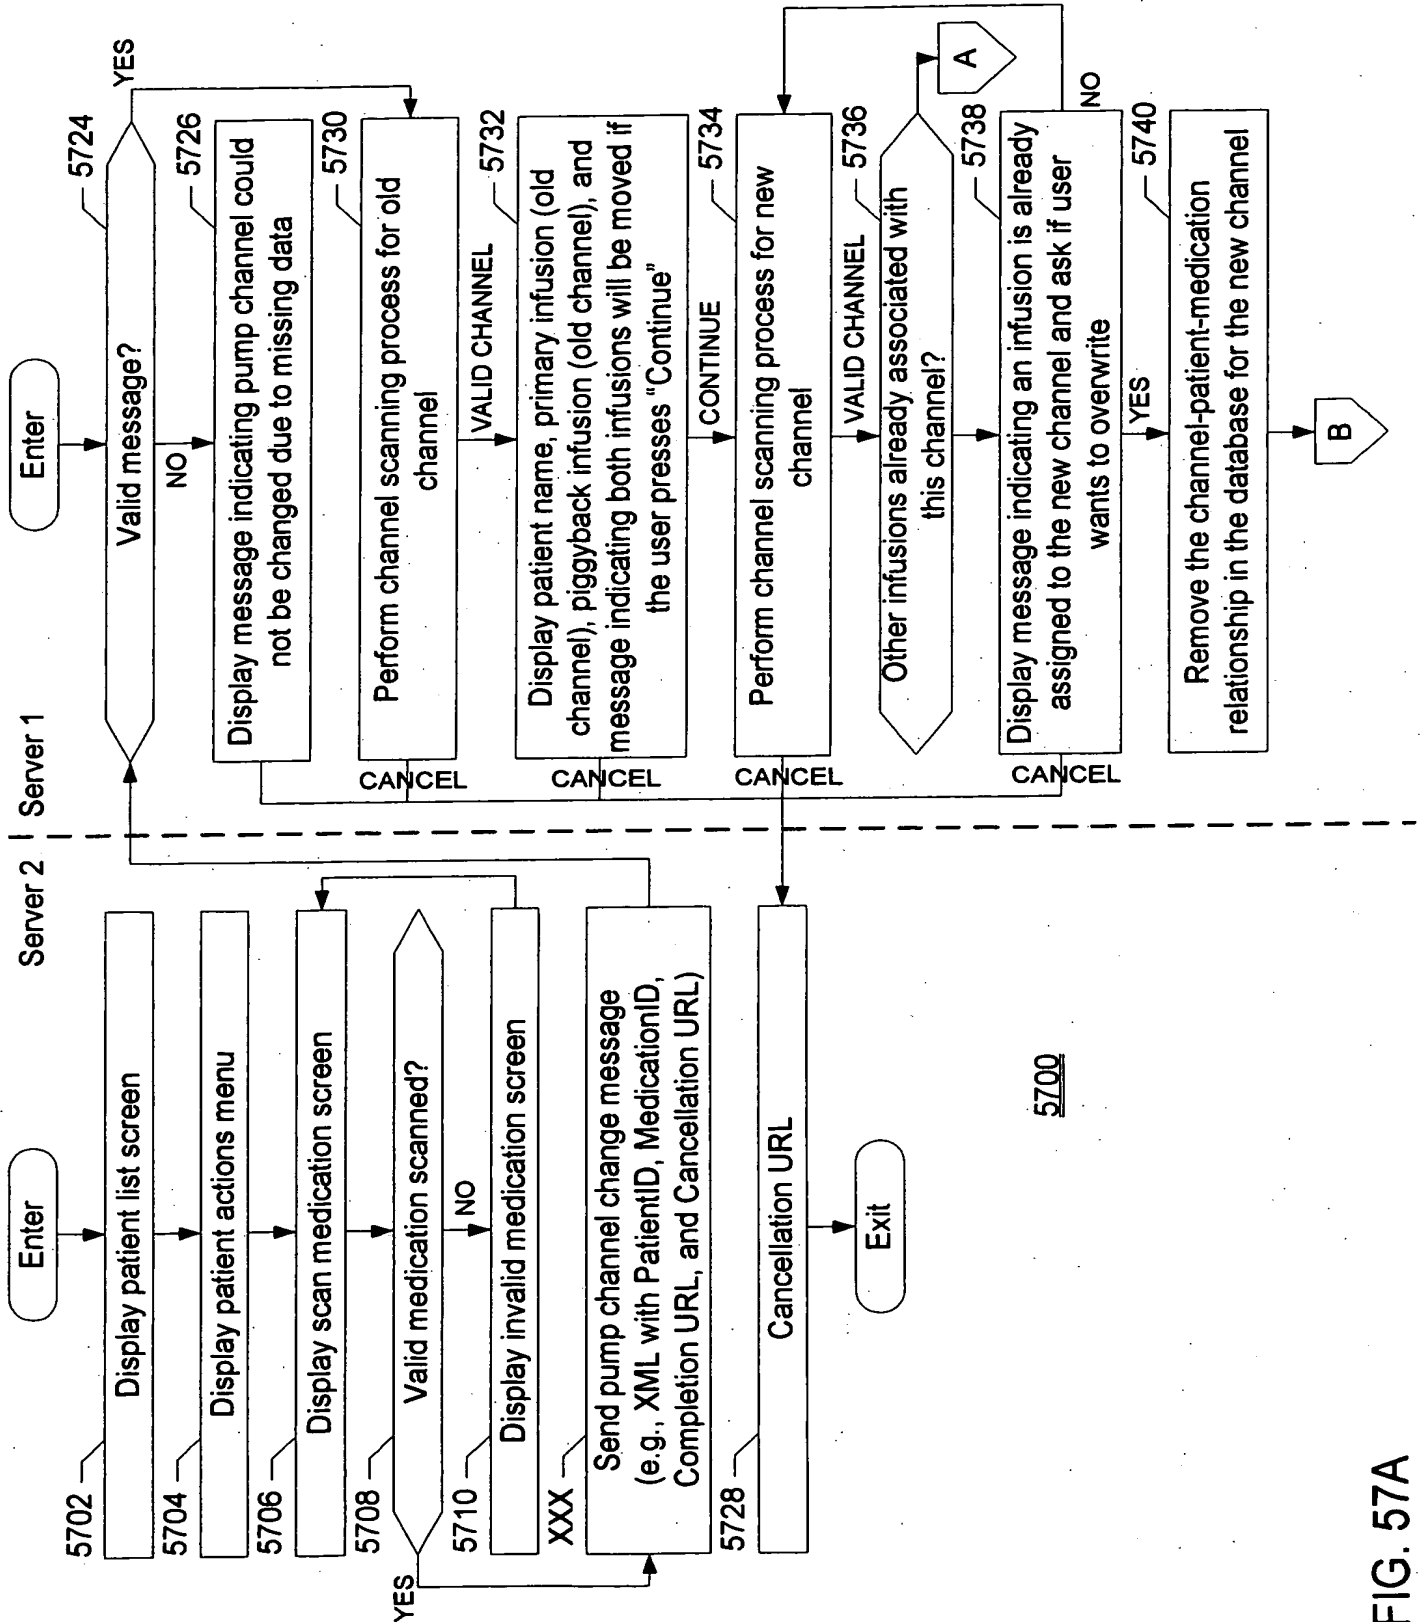 Server 2
Server 1
Enter
5702
Display patient list screen
5704
Display patient actions menu
5706
Display scan medication screen
5708
Valid medication scanned?
YES
NO
5710
Display invalid medication screen
XXX
Send pump channel change message
(e.g., XML with PatientID, MedicationID,
Completion URL, and Cancellation URL)
5728
Cancellation URL
Exit
5700
Enter
5724
Valid message?
YES
NO
5726
Display message indicating pump channel could
not be changed due to missing data
5730
Perform channel scanning process for old
channel
CANCEL
VALID CHANNEL
5732
Display patient name, primary infusion (old
channel), piggyback infusion (old channel), and
message indicating both infusions will be moved if
the user presses “Continue”
CANCEL
CONTINUE
5734
Perform channel scanning process for new
channel
CANCEL
VALID CHANNEL
5736
Other infusions already associated with
this channel?
A
5738
Display message indicating an infusion is already
assigned to the new channel and ask if user
wants to overwrite
CANCEL
NO
YES
5740
Remove the channel-patient-medication
relationship in the database for the new channel
B
FIG. 57A